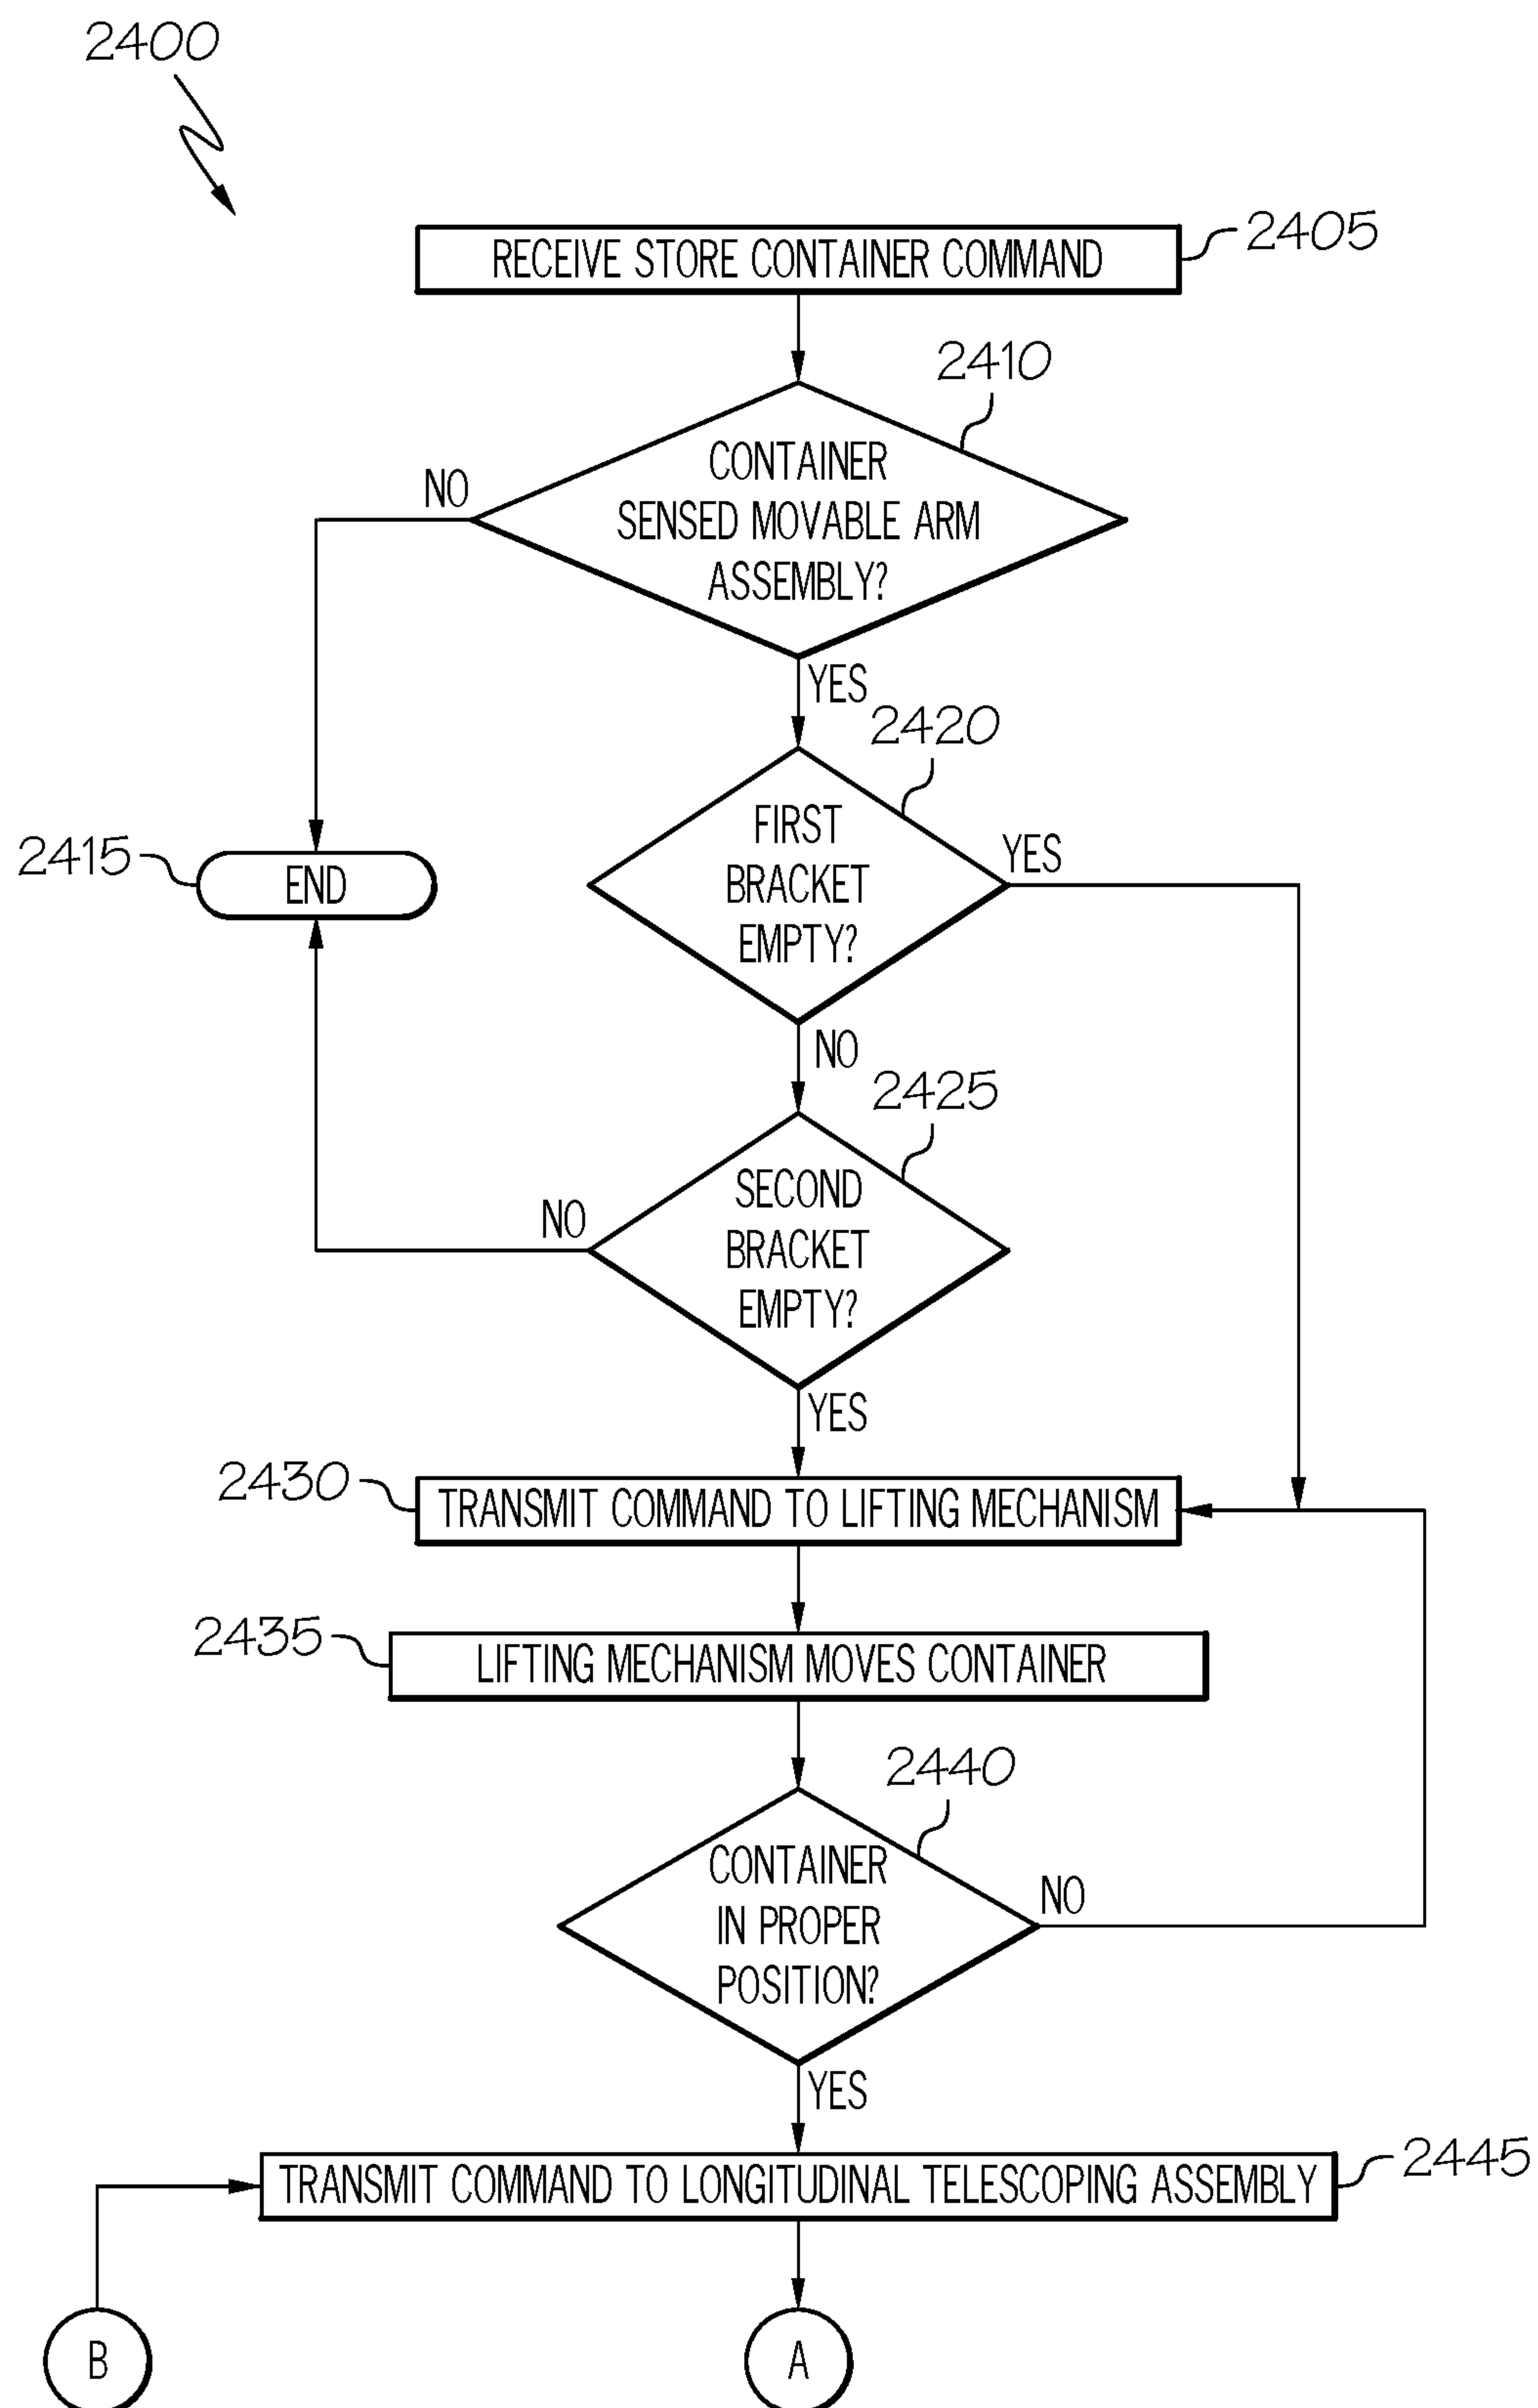 2400
RECEIVE STORE CONTAINER COMMAND
2405
2410
CONTAINER
SENSED MOVABLE ARM
ASSEMBLY?
NO
YES
2420
FIRST
BRACKET
EMPTY?
YES
2415
END
NO
2425
SECOND
BRACKET
EMPTY?
NO
YES
2430
TRANSMIT COMMAND TO LIFTING MECHANISM
2435
LIFTING MECHANISM MOVES CONTAINER
2440
CONTAINER
IN PROPER
POSITION?
NO
YES
TRANSMIT COMMAND TO LONGITUDINAL TELESCOPING ASSEMBLY
2445
B
A